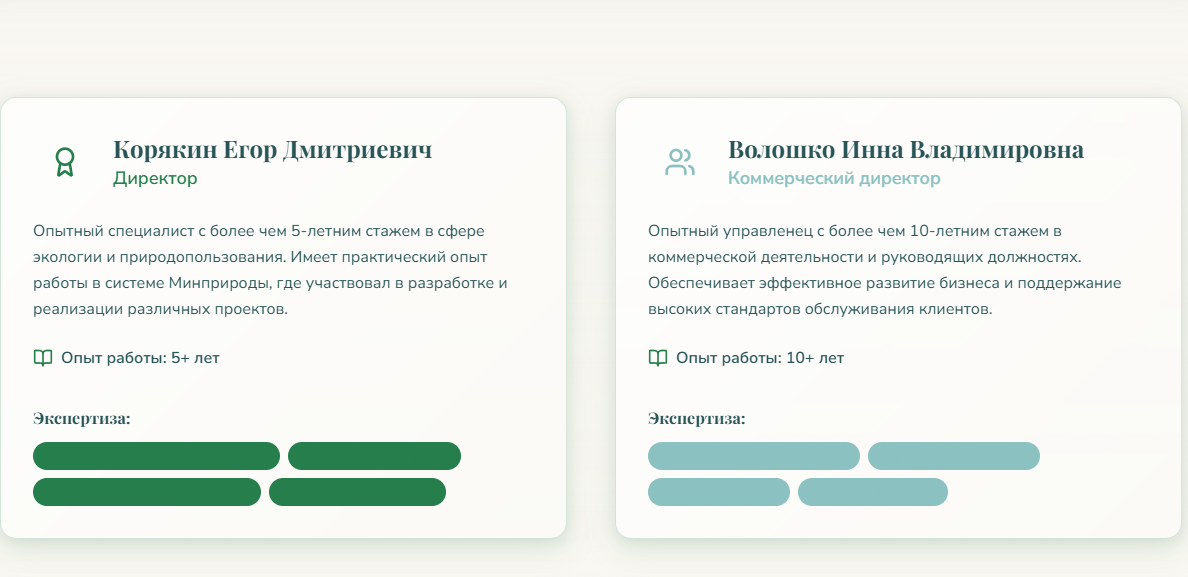 Корякин Егор Дмитриевич
Директор
Опытный специалист с более чем 5-летним стажем в сфере
экологии и природопользования. Имеет практический опыт
работы в системе Минприроды, где участвовал в разработке и
реализации различных проектов.
Опыт работы: 5+ лет
Экспертиза:
Волошко Инна Владимировна
Коммерческий директор
Опытный управленец с более чем 10-летним стажем в
коммерческой деятельности и руководящих должностях.
Обеспечивает эффективное развитие бизнеса и поддержание
высоких стандартов обслуживания клиентов.
Опыт работы: 10+ лет
Экспертиза: